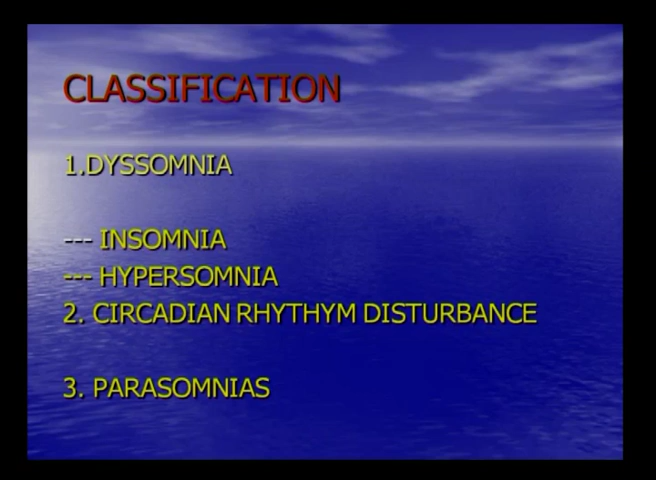 CLASSIFICATION
1.DYSSOMNIA
--- INSOMNIA
--- HYPERSOMNIA
2. CIRCADIAN RHYTHYM DISTURBANCE
3. PARASOMNIAS